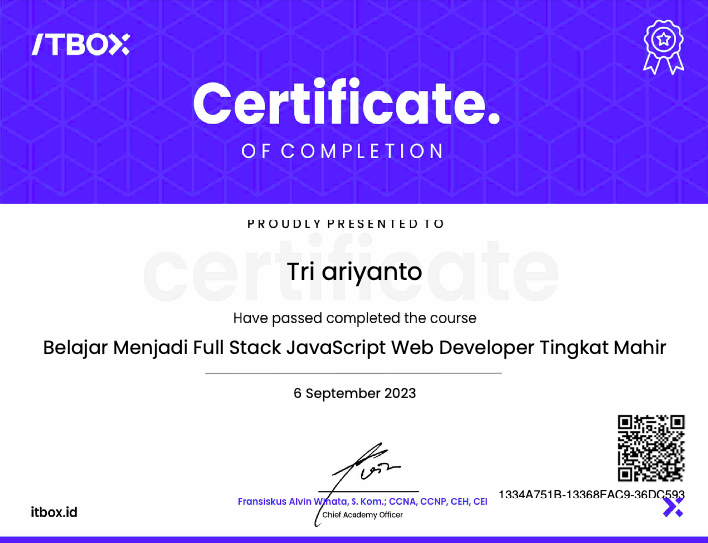 ITBOX
Certificate.
OF COMPLETION
PROUDLY PRESENTED TO
certificate
Tri ariyanto
Have passed completed the course
Belajar Menjadi Full Stack JavaScript Web Developer Tingkat Mahir
6 September 2023
1334A751B-13368EAC9-36DC593
Fransiskus Alvin Wihata, S. Kom.; CCNA, CCNP, CEH, CEI
Chief Academy Officer
itbox.id